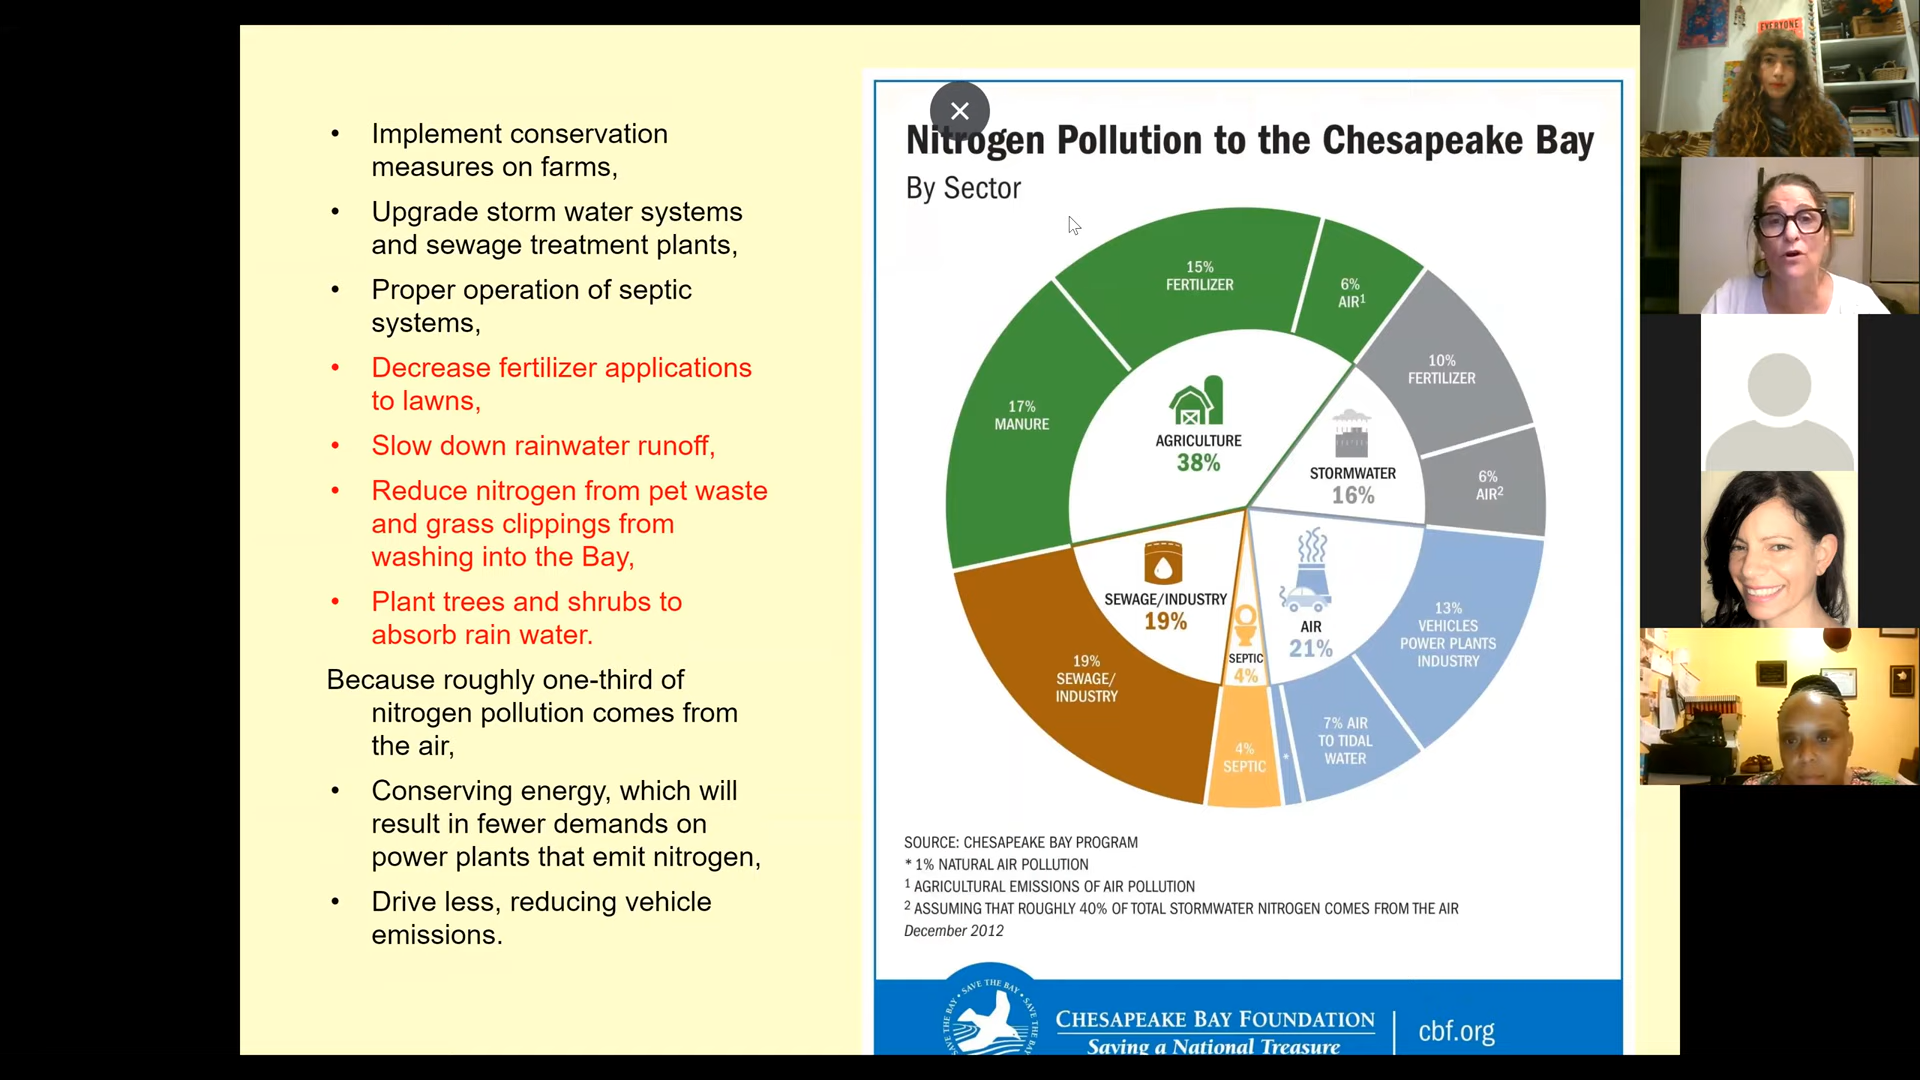 • Implement conservation
measures on farms,
• Upgrade storm water systems
and sewage treatment plants,
• Proper operation of septic
systems,
• Decrease fertilizer applications
to lawns,
• Slow down rainwater runoff,
• Reduce nitrogen from pet waste
and grass clippings from
washing into the Bay,
• Plant trees and shrubs to
absorb rain water.
Because roughly one-third of
nitrogen pollution comes from
the air,
• Conserving energy, which will
result in fewer demands on
power plants that emit nitrogen,
• Drive less, reducing vehicle
emissions.
Nitrogen Pollution to the Chesapeake Bay
By Sector
15%
FERTILIZER
6%
AIR1
10%
FERTILIZER
17%
MANURE
AGRICULTURE
38%
STORMWATER
16%
6%
AIR2
SEWAGE/INDUSTRY
19%
SEPTIC
4%
AIR
21%
13%
VEHICLES
POWER PLANTS
INDUSTRY
19%
SEWAGE/
INDUSTRY
4%
SEPTIC
*
7% AIR
TO TIDAL
WATER
SOURCE: CHESAPEAKE BAY PROGRAM
* 1% NATURAL AIR POLLUTION
1 AGRICULTURAL EMISSIONS OF AIR POLLUTION
2 ASSUMING THAT ROUGHLY 40% OF TOTAL STORMWATER NITROGEN COMES FROM THE AIR
December 2012
SAVE THE BAY • SAVE THE BAY • SAVE THE BAY
CHESAPEAKE BAY FOUNDATION
Saving a National Treasure
cbf.org
EVERYONE